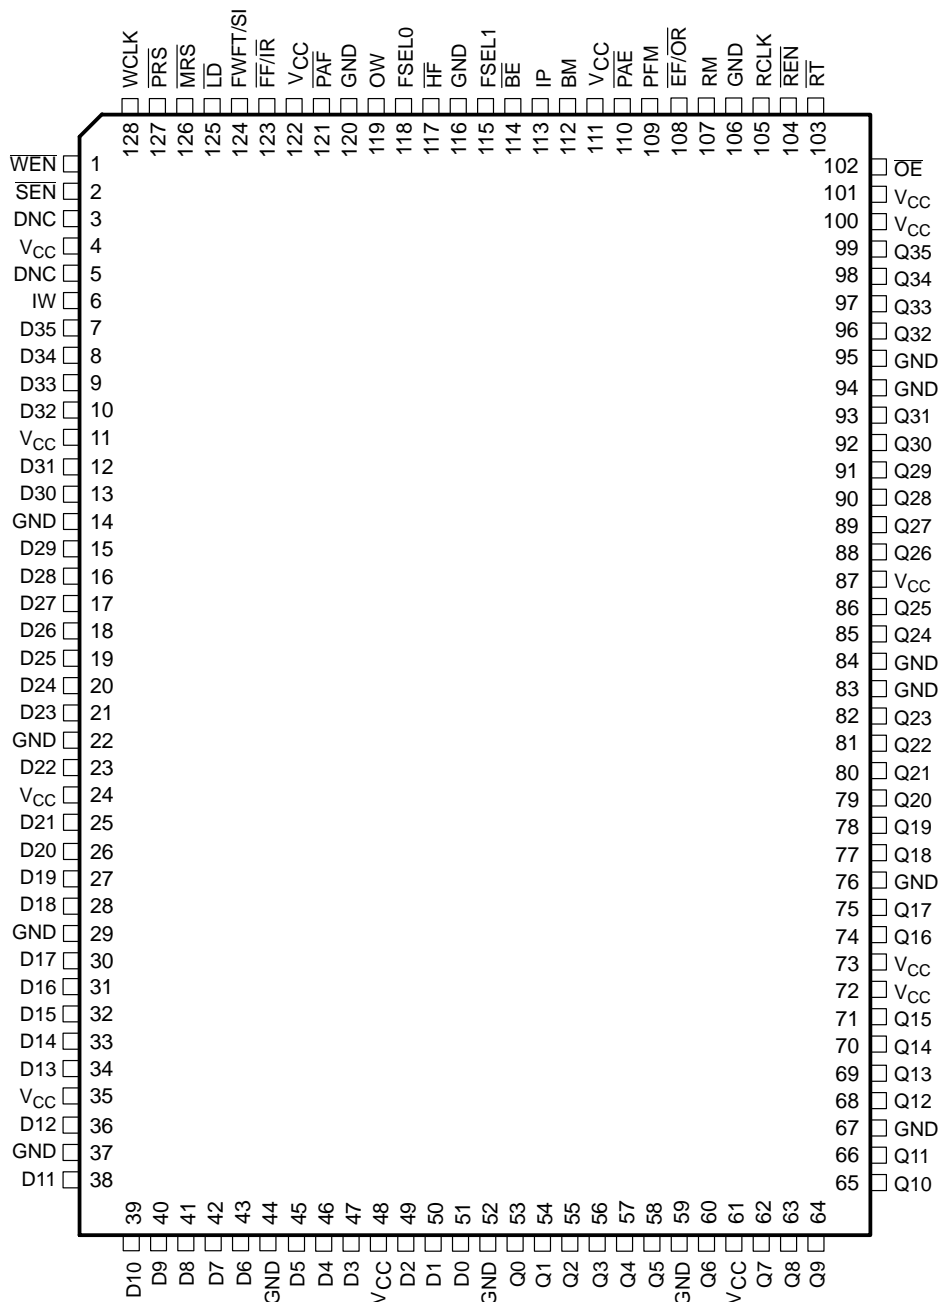 WCLK PRS MRS LD FWFT/SI FF/IR VCC PAF GND OW FSEL0 HF GND FSEL1 BE IP BM VCC PAE PFM EF/OR RM GND RCLK REN RT
128 127 126 125 124 123 122 121 120 119 118 117 116 115 114 113 112 111 110 109 108 107 106 105 104 103
WEN 1
SEN 2
DNC 3
VCC 4
DNC 5
IW 6
D35 7
D34 8
D33 9
D32 10
VCC 11
D31 12
D30 13
GND 14
D29 15
D28 16
D27 17
D26 18
D25 19
D24 20
D23 21
GND 22
D22 23
VCC 24
D21 25
D20 26
D19 27
D18 28
GND 29
D17 30
D16 31
D15 32
D14 33
D13 34
VCC 35
D12 36
GND 37
D11 38
102 OE
101 VCC
100 VCC
99 Q35
98 Q34
97 Q33
96 Q32
95 GND
94 GND
93 Q31
92 Q30
91 Q29
90 Q28
89 Q27
88 Q26
87 VCC
86 Q25
85 Q24
84 GND
83 GND
82 Q23
81 Q22
80 Q21
79 Q20
78 Q19
77 Q18
76 GND
75 Q17
74 Q16
73 VCC
72 VCC
71 Q15
70 Q14
69 Q13
68 Q12
67 GND
66 Q11
65 Q10
39 40 41 42 43 44 45 46 47 48 49 50 51 52 53 54 55 56 57 58 59 60 61 62 63 64
D10 D9 D8 D7 D6 GND D5 D4 D3 VCC D2 D1 D0 GND Q0 Q1 Q2 Q3 Q4 Q5 GND Q6 VCC Q7 Q8 Q9